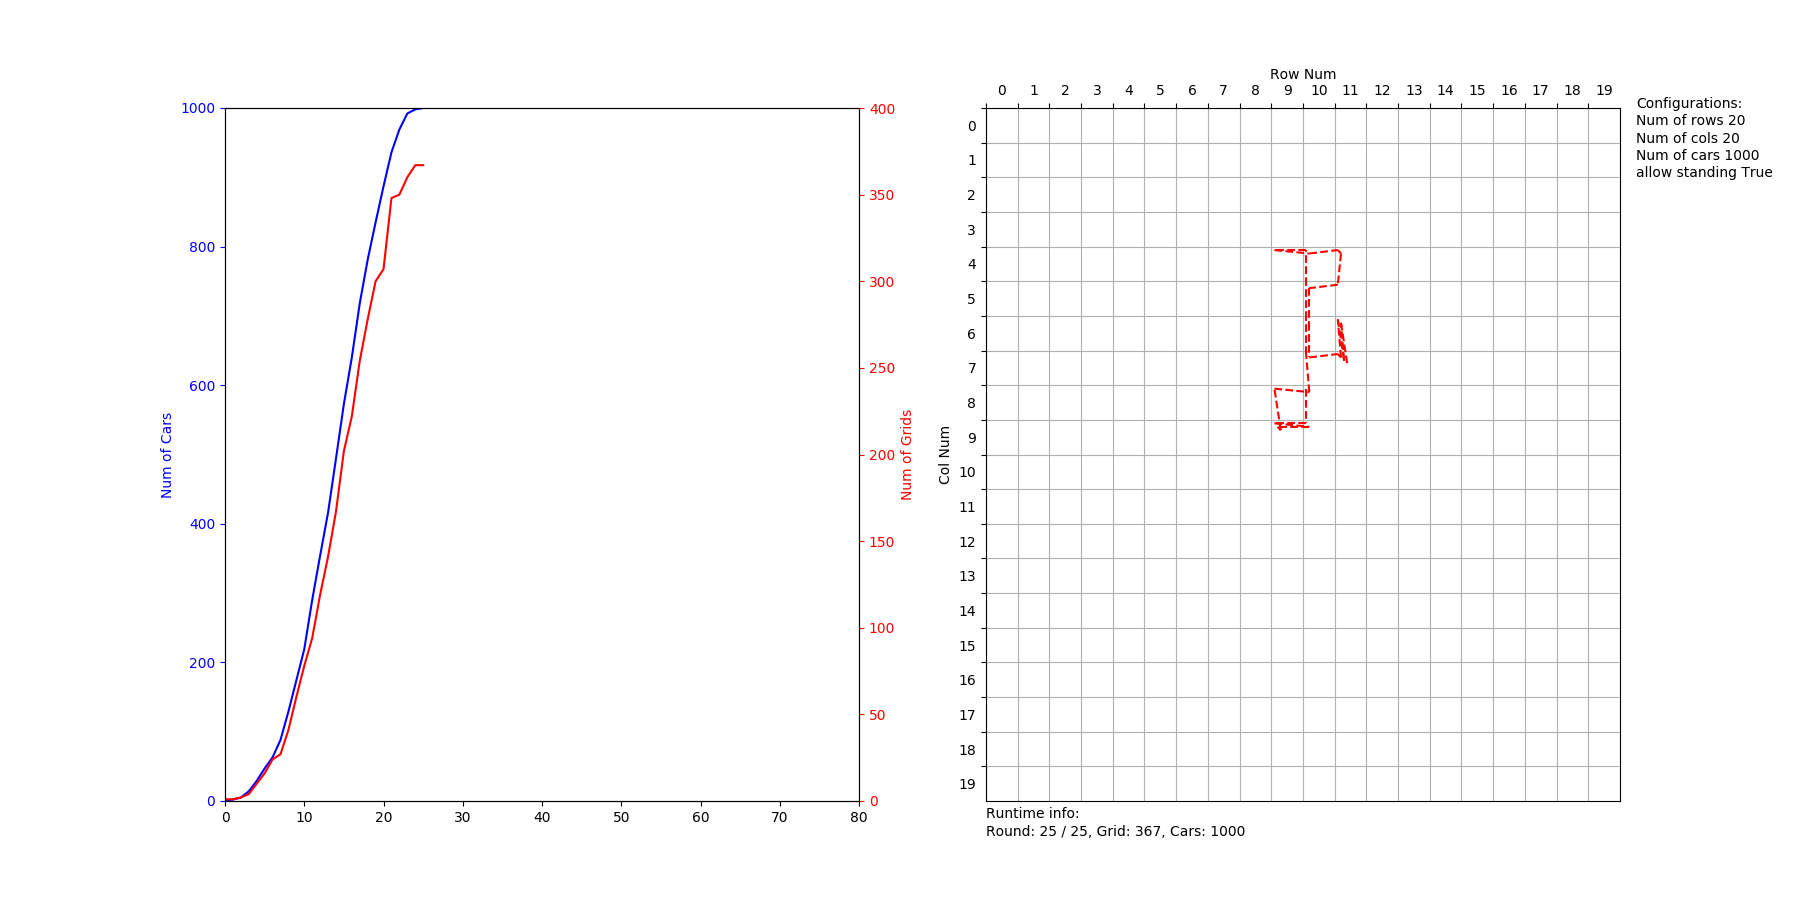 Num of Cars
1000
800
600
400
200
0
0 10 20 30 40 50 60 70 80
400
350
300
250
200
150
100
50
0
Num of Grids
Row Num
0 1 2 3 4 5 6 7 8 9 10 11 12 13 14 15 16 17 18 19
Col Num
0
1
2
3
4
5
6
7
8
9
10
11
12
13
14
15
16
17
18
19
Configurations:
Num of rows 20
Num of cols 20
Num of cars 1000
allow standing True
Runtime info:
Round: 25 / 25, Grid: 367, Cars: 1000